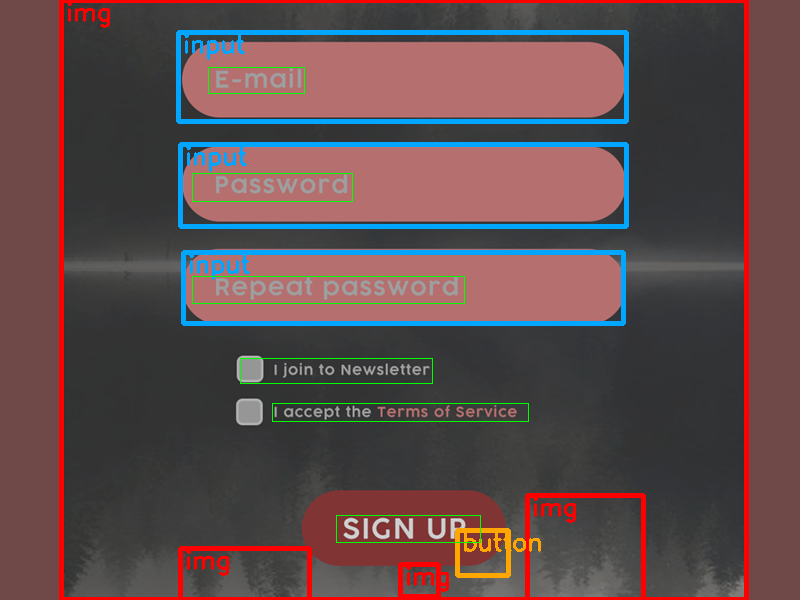 img
input
E-mail
input
Password
input
Repeat password
I join to Newsletter
I accept the Terms of Service
SIGN UP
img
button
img
img